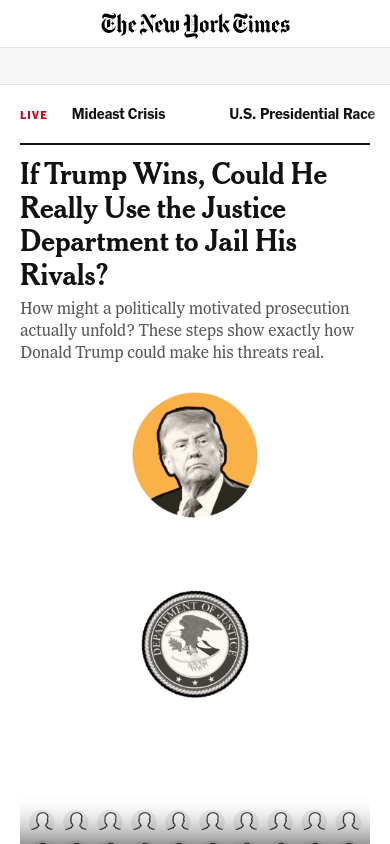 The New York Times
LIVE Mideast Crisis U.S. Presidential Race
If Trump Wins, Could He
Really Use the Justice
Department to Jail His
Rivals?
How might a politically motivated prosecution
actually unfold? These steps show exactly how
Donald Trump could make his threats real.
DEPARTMENT OF JUSTICE